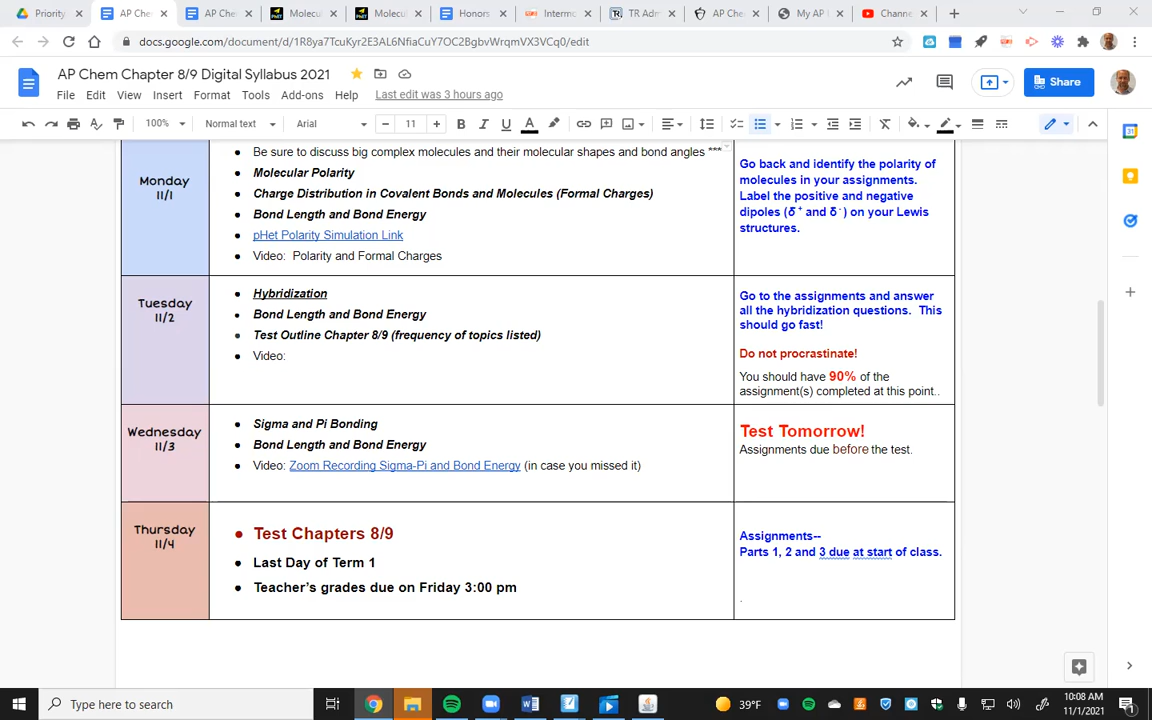 Priority
AP Che
AP Che
Molecul
Molecul
Honors
Interm
TR Adm
AP Che
My AP
Channe
docs.google.com/document/d/1R8ya7TcuKyr2E3AL6NfiaCuY7OC2BgbvWrqmVX3VCq0/edit
AP Chem Chapter 8/9 Digital Syllabus 2021
File Edit View Insert Format Tools Add-ons Help Last edit was 3 hours ago
Share
100% Normal text Arial 11 B I U A
Be sure to discuss big complex molecules and their molecular shapes and bond angles ***
Monday
11/1
Molecular Polarity
Charge Distribution in Covalent Bonds and Molecules (Formal Charges)
Bond Length and Bond Energy
pHet Polarity Simulation Link
Video: Polarity and Formal Charges
Go back and identify the polarity of
molecules in your assignments.
Label the positive and negative
dipoles (δ⁺ and δ⁻) on your Lewis
structures.
Tuesday
11/2
Hybridization
Bond Length and Bond Energy
Test Outline Chapter 8/9 (frequency of topics listed)
Video:
Go to the assignments and answer
all the hybridization questions. This
should go fast!
Do not procrastinate!
You should have 90% of the
assignment(s) completed at this point..
Wednesday
11/3
Sigma and Pi Bonding
Bond Length and Bond Energy
Video: Zoom Recording Sigma-Pi and Bond Energy (in case you missed it)
Test Tomorrow!
Assignments due before the test.
Thursday
11/4
Test Chapters 8/9
Last Day of Term 1
Teacher's grades due on Friday 3:00 pm
Assignments--
Parts 1, 2 and 3 due at start of class.
.
Type here to search
39°F
10:08 AM
11/1/2021